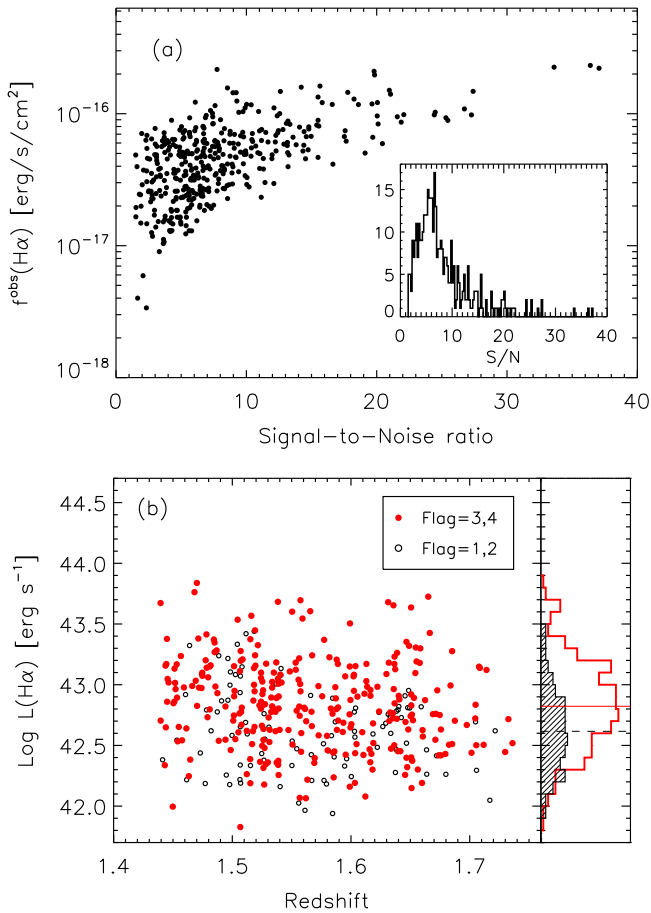 (a)
f^obs(Hα) [erg/s/cm²]
10⁻¹⁶
10⁻¹⁷
10⁻¹⁸
15
10
5
0
0 10 20 30 40
S/N
0 10 20 30 40
Signal-to-Noise ratio
(b)
Log L(Hα) [erg s⁻¹]
44.5
44.0
43.5
43.0
42.5
42.0
Flag=3,4
Flag=1,2
1.4 1.5 1.6 1.7
Redshift